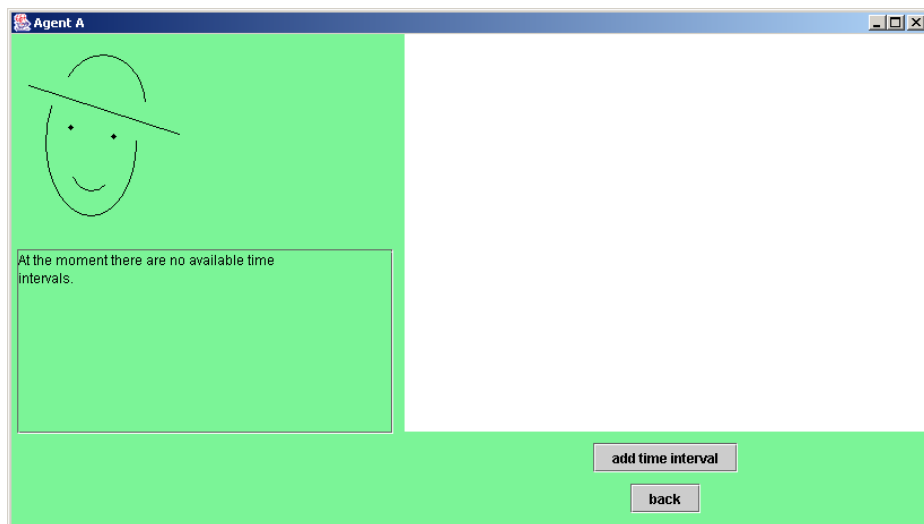 Agent A
At the moment there are no available time
intervals.
add time interval
back